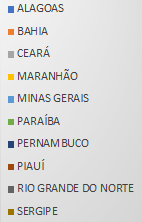 ALAGOAS
BAHIA
CEARÁ
MARANHÃO
MINAS GERAIS
PARAÍBA
PERNAMBUCO
PIAUÍ
RIO GRANDE DO NORTE
SERGIPE